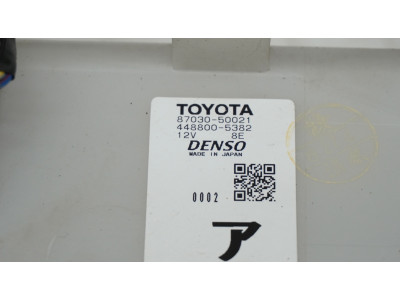 TOYOTA
87030-50021
448800-5382
12V 8E
DENSO
MADE IN JAPAN
0002
ア